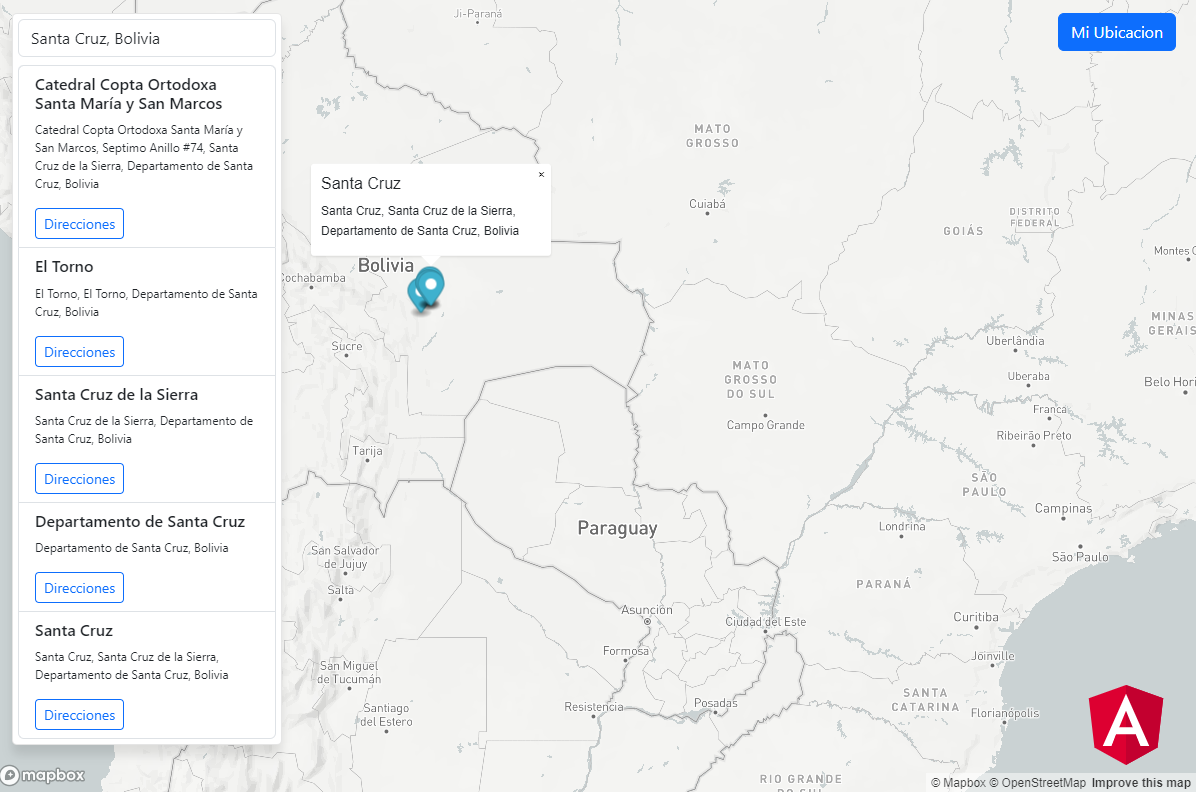 Santa Cruz, Bolivia
Catedral Copta Ortodoxa
Santa María y San Marcos
Catedral Copta Ortodoxa Santa María y
San Marcos, Septimo Anillo #74, Santa
Cruz de la Sierra, Departamento de Santa
Cruz, Bolivia
Direcciones
El Torno
El Torno, El Torno, Departamento de Santa
Cruz, Bolivia
Direcciones
Santa Cruz de la Sierra
Santa Cruz de la Sierra, Departamento de
Santa Cruz, Bolivia
Direcciones
Departamento de Santa Cruz
Departamento de Santa Cruz, Bolivia
Direcciones
Santa Cruz
Santa Cruz, Santa Cruz de la Sierra,
Departamento de Santa Cruz, Bolivia
Direcciones
mapbox
Mi Ubicacion
Ji-Paraná
MATO
GROSSO
Santa Cruz
×
Santa Cruz, Santa Cruz de la Sierra,
Departamento de Santa Cruz, Bolivia
Cuiabá
DISTRITO
FEDERAL
GOIÁS
Montes C
Bolivia
Cochabamba
Sucre
MINAS
GERAIS
Uberlândia
MATO
GROSSO
DO SUL
Uberaba
Belo Hori
Campo Grande
Franca
Ribeirão Preto
Tarija
SÃO
PAULO
Campinas
Paraguay
Londrina
São Paulo
San Salvador
de Jujuy
PARANÁ
Salta
Asunción
Ciudad del Este
Curitiba
Formosa
Joinville
San Miguel
de Tucumán
SANTA
CATARINA
Santiago
del Estero
Resistencia
Posadas
Florianópolis
A
RIO GRANDE
DO SUL
© Mapbox © OpenStreetMap Improve this map